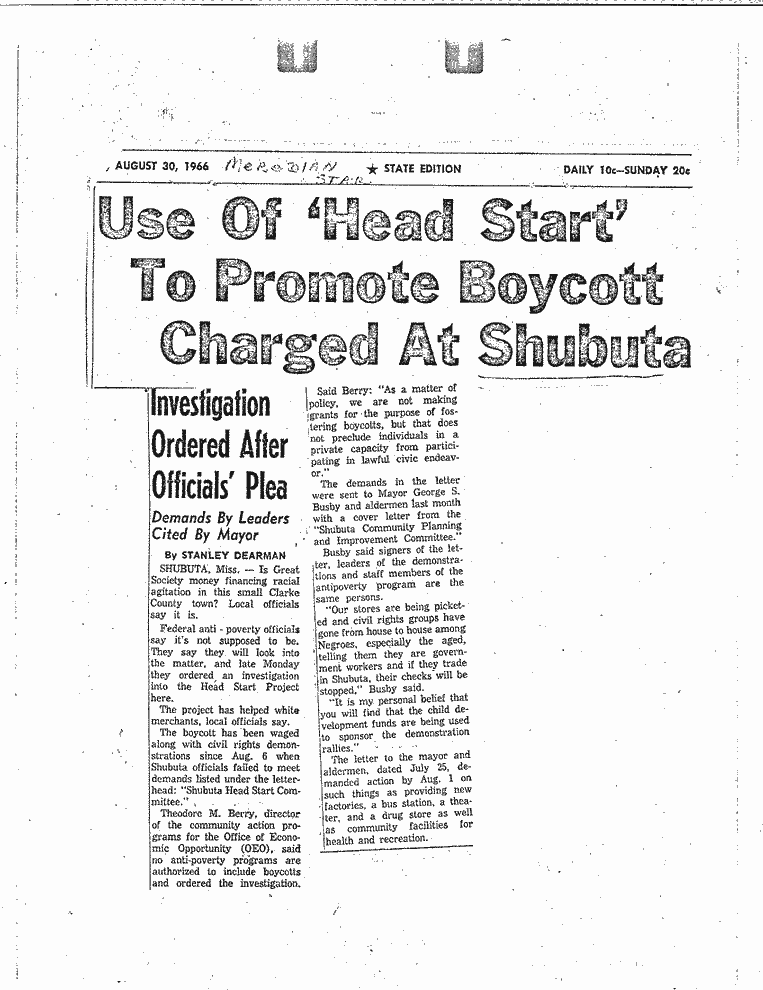 AUGUST 30, 1966 MERIDIAN STAR ★ STATE EDITION DAILY 10c—SUNDAY 20c
Use Of 'Head Start'
To Promote Boycott
Charged At Shubuta
Investigation
Ordered After
Officials' Plea
Demands By Leaders
Cited By Mayor
By STANLEY DEARMAN
SHUBUTA, Miss. — Is Great
Society money financing racial
agitation in this small Clarke
County town? Local officials
say it is.
Federal anti - poverty officials
say it's not supposed to be.
They say they will look into
the matter, and late Monday
they ordered an investigation
into the Head Start Project
here.
The project has helped white
merchants, local officials say.
The boycott has been waged
along with civil rights demon-
strations since Aug. 6 when
Shubuta officials failed to meet
demands listed under the letter-
head: "Shubuta Head Start Com-
mittee."
Theodore M. Berry, director
of the community action pro-
grams for the Office of Econo-
mic Opportunity (OEO), said
no anti-poverty programs are
authorized to include boycotts
and ordered the investigation.
Said Berry: "As a matter of
policy, we are not making
grants for the purpose of fos-
tering boycotts, but that does
not preclude individuals in a
private capacity from partici-
pating in lawful civic endeav-
or."
The demands in the letter
were sent to Mayor George S.
Busby and aldermen last month
with a cover letter from the
"Shubuta Community Planning
and Improvement Committee."
Busby said signers of the let-
ter, leaders of the demonstra-
tions and staff members of the
antipoverty program are the
same persons.
"Our stores are being picket-
ed and civil rights groups have
gone from house to house among
Negroes, especially the aged,
telling them they are govern-
ment workers and if they trade
in Shubuta, their checks will be
stopped," Busby said.
"It is my personal belief that
you will find that the child de-
velopment funds are being used
to sponsor the demonstration
rallies."
The letter to the mayor and
aldermen, dated July 25, de-
manded action by Aug. 1 on
such things as providing new
factories, a bus station, a thea-
ter, and a drug store as well
as community facilities for
health and recreation.